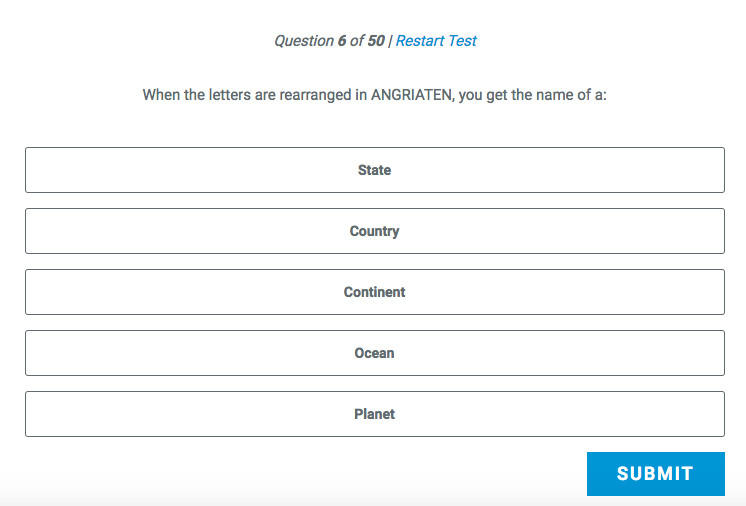 Question 6 of 50 | Restart Test
When the letters are rearranged in ANGRIATEN, you get the name of a:
State
Country
Continent
Ocean
Planet
SUBMIT